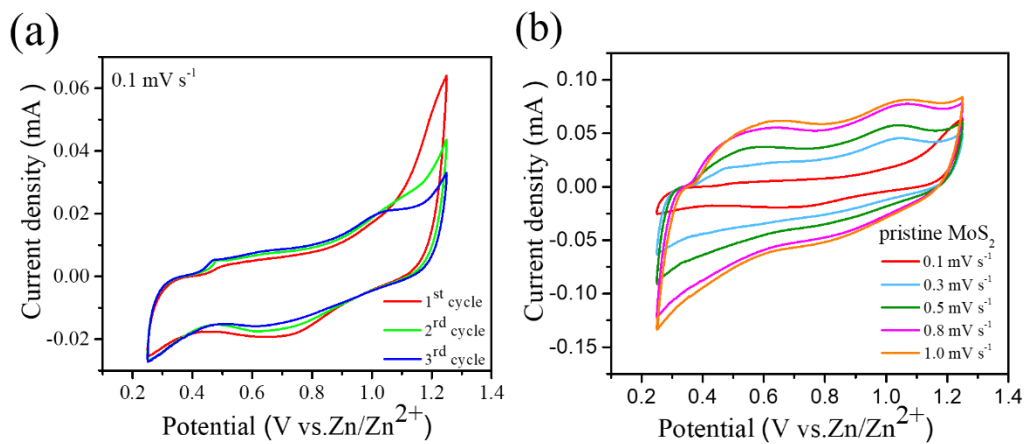 (a)
0.1 mV s⁻¹
Current density (mA)
0.06
0.04
0.02
0.00
-0.02
0.2 0.4 0.6 0.8 1.0 1.2 1.4
Potential (V vs.Zn/Zn²⁺)
1ˢᵗ cycle
2ʳᵈ cycle
3ʳᵈ cycle
(b)
Current density (mA)
0.10
0.05
0.00
-0.05
-0.10
-0.15
0.2 0.4 0.6 0.8 1.0 1.2 1.4
Potential (V vs.Zn/Zn²⁺)
pristine MoS₂
0.1 mV s⁻¹
0.3 mV s⁻¹
0.5 mV s⁻¹
0.8 mV s⁻¹
1.0 mV s⁻¹